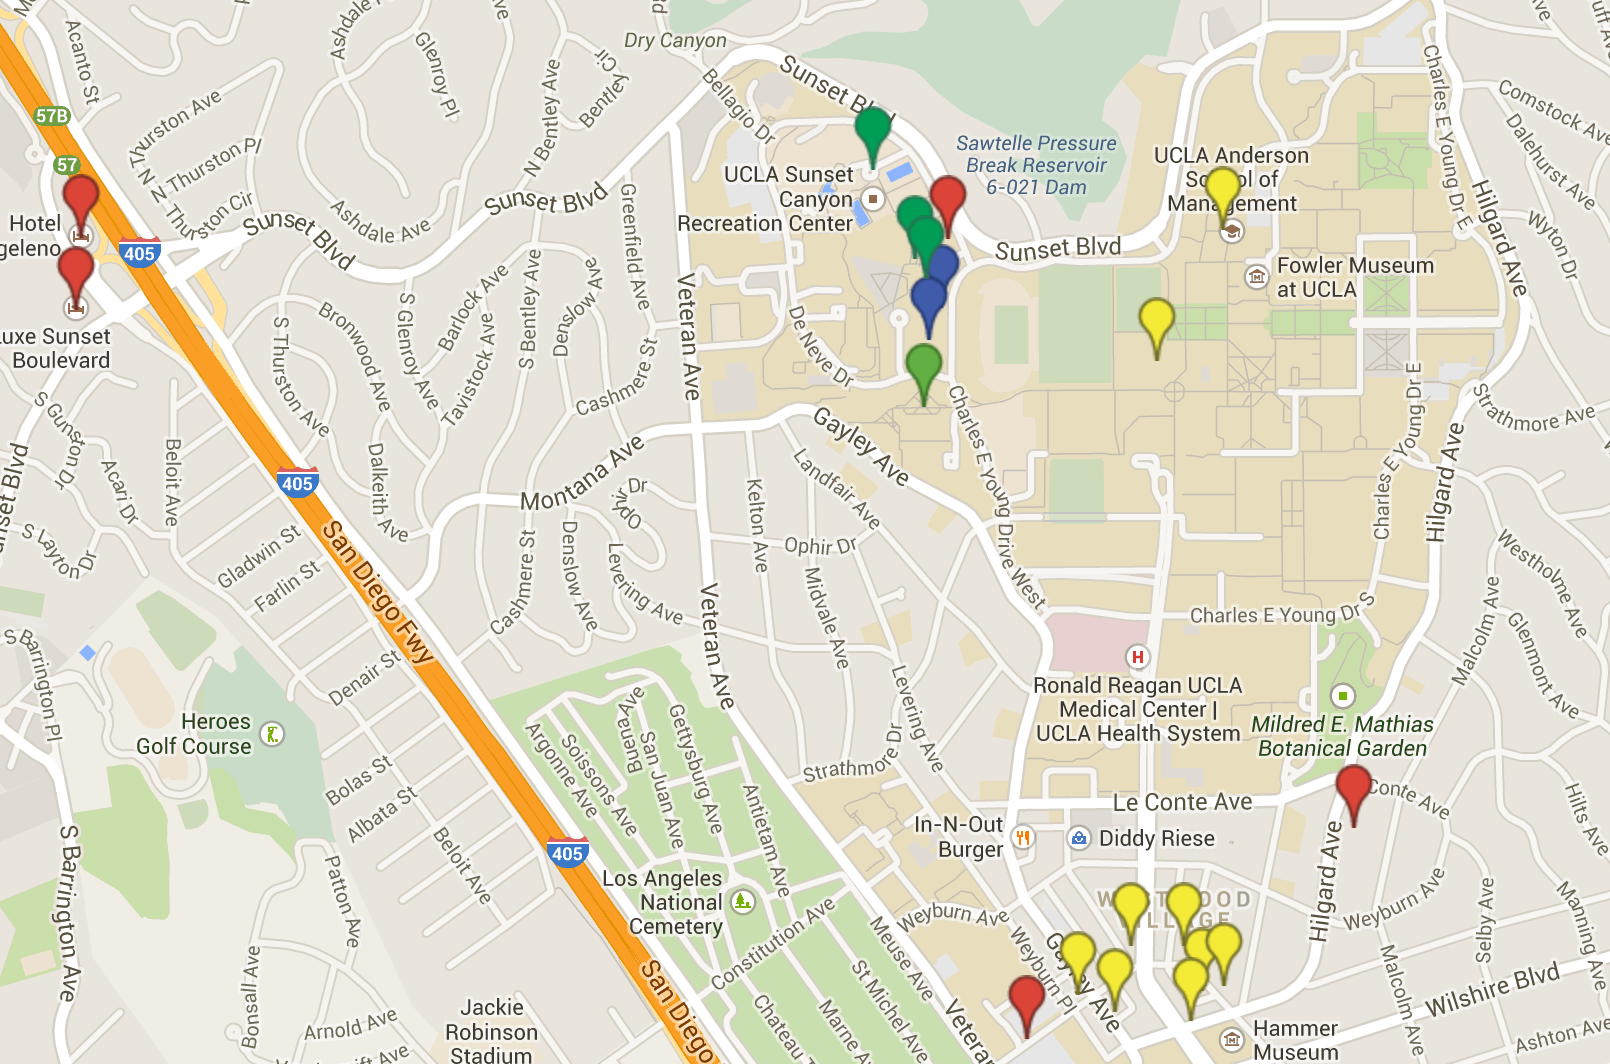 Acanto St
Ashdale
Glenroy Pl
Dry Canyon
N Bentley Ave
Bentley Cir
Bellagio Dr
Sunset Blvd
Charles E Young Dr E
Comstock Ave
Dalehurst Ave
57B
57
Thurston Ave
N Thurston Pl
N Thurston Cir
Sunset Blvd
Sunset Blvd
Ashdale Ave
Greenfield Ave
UCLA Sunset
Canyon
Recreation Center
Sawtelle Pressure
Break Reservoir
6-021 Dam
UCLA Anderson
School of
Management
Sunset Blvd
Hilgard Ave
Wyton Dr
Hotel
geleno
405
uxe Sunset
Boulevard
Fowler Museum
at UCLA
S Thurston Ave
Bronwood Ave
S Glenroy Ave
Barlock Ave
Tavistock Ave
S Bentley Ave
Denslow Ave
Cashmere St
Veteran Ave
De Neve Dr
Gayley Ave
Charles E Young Drive West
Charles E Young Dr E
Strathmore Ave
Hilgard Ave
S Gunston Dr
Acari Dr
Beloit Ave
Dalkeith Ave
405
Montana Ave
Ophir Dr
Kelton Ave
Landfair Ave
Ophir Dr
Midvale Ave
S Layton Dr
Gladwin St
Farlin St
San Diego Fwy
Cashmere St
Denslow Ave
Levering Ave
Veteran Ave
Charles E Young Dr S
Westholme Ave
Malcolm Ave
Glenmont Ave
S Barrington Pl
Denair St
H
Ronald Reagan UCLA
Medical Center |
UCLA Health System
Mildred E. Mathias
Botanical Garden
Heroes
Golf Course
Argonne Ave
Soissons Ave
San Juan Ave
Gettysburg Ave
Levering Ave
Strathmore Dr
Bolas St
Albata St
Antietam Ave
Le Conte Ave
Conte Ave
Hilts Ave
In-N-Out
Burger
Diddy Riese
405
S Barrington Ave
Patton Ave
Beloit Ave
Los Angeles
National
Cemetery
Constitution Ave
Meuse Ave
Weyburn Ave
Weyburn Pl
Gayley Ave
Hilgard Ave
Weyburn Ave
Selby Ave
Manning Ave
Malcolm Ave
Wilshire Blvd
Ashton Ave
Bonsall Ave
Arnold Ave
Jackie
Robinson
Stadium
San Diego
Chateau
Marne
St Michel Ave
Hammer
Museum